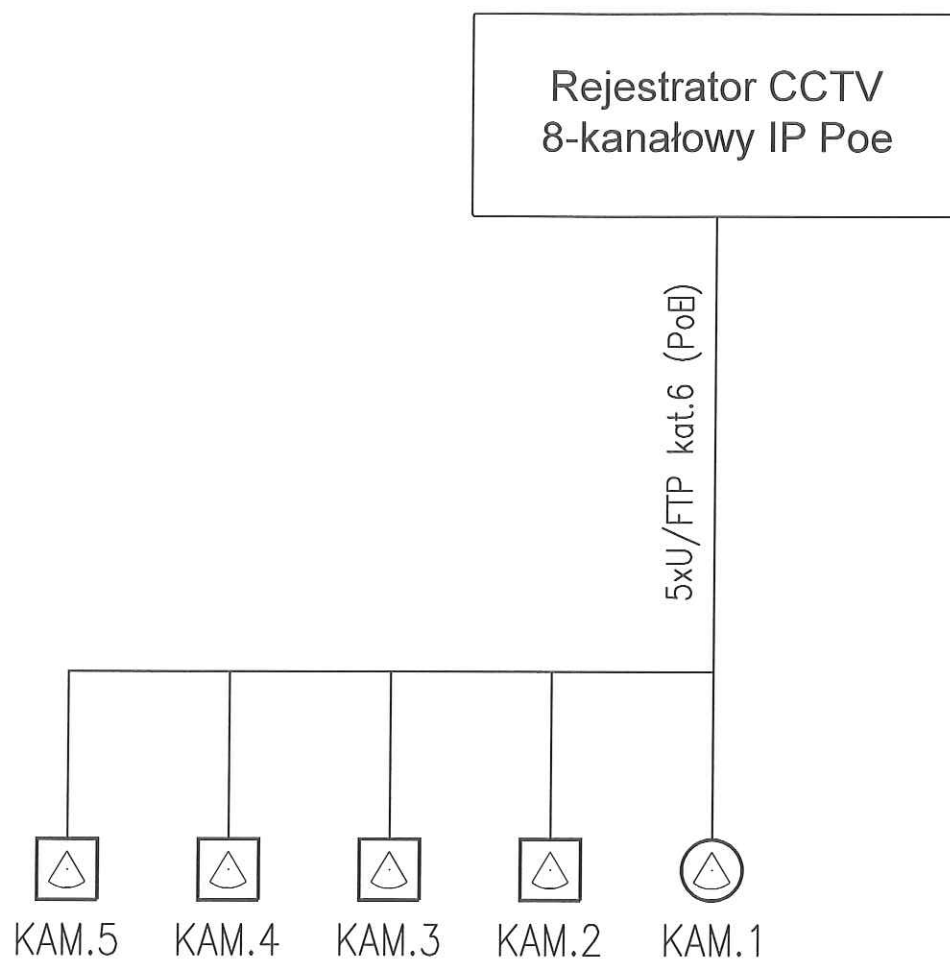 Rejestrator CCTV
8-kanałowy IP Poe
5xU/FTP kat.6 (PoE)
KAM.5 KAM.4 KAM.3 KAM.2 KAM.1